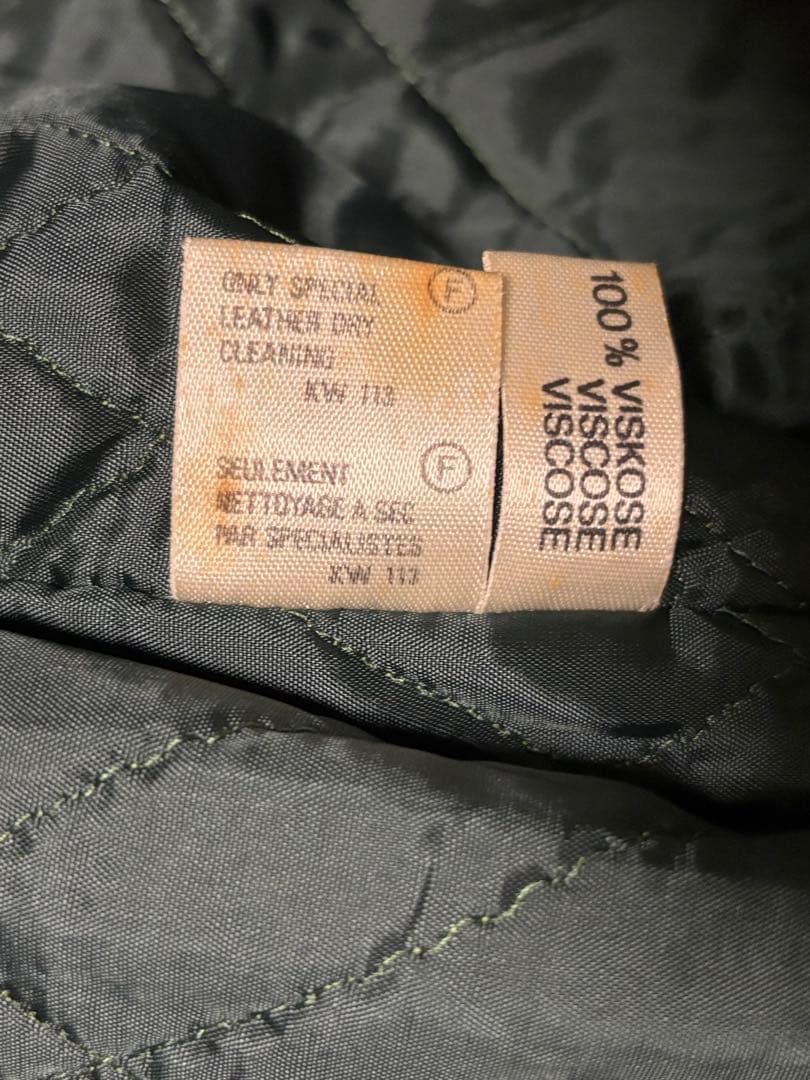 ONLY SPECIAL F
LEATHER DRY
CLEANING
KW 113
SEULEMENT F
NETTOYAGE A SEC
PAR SPECIALISTES
KW 113
100 % VISKOSE
VISCOSE
VISCOSE